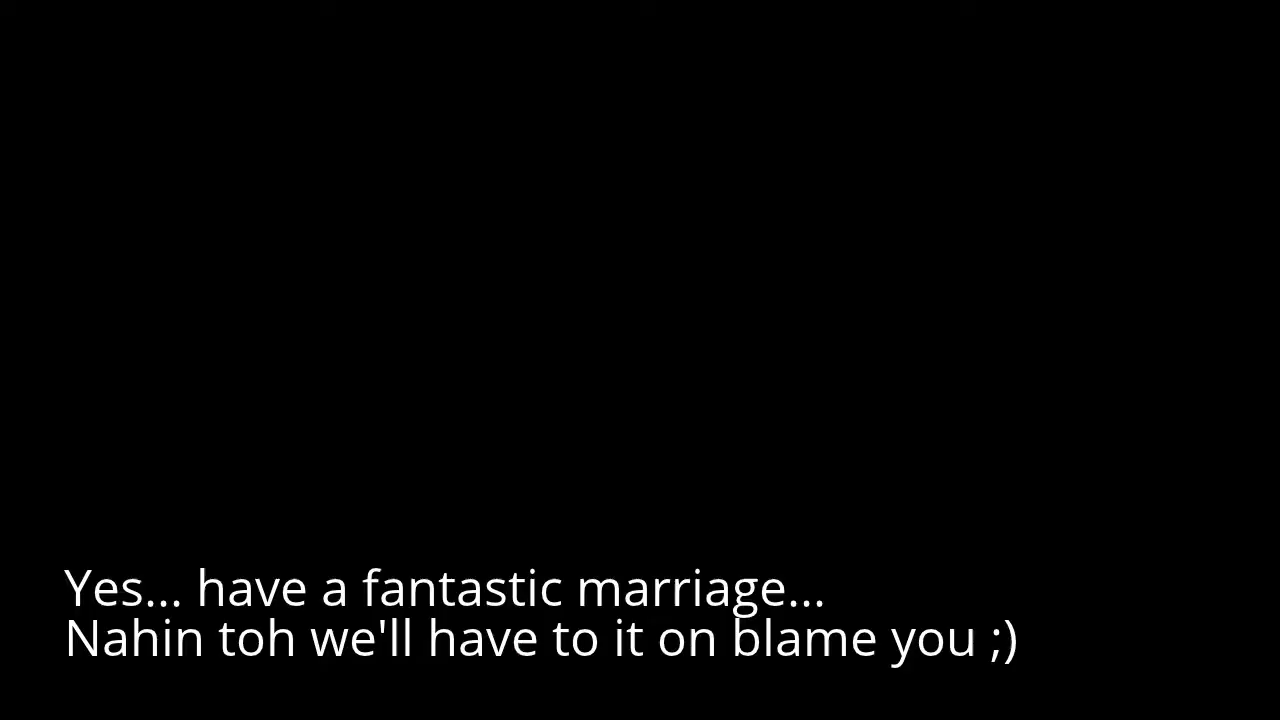 Yes... have a fantastic marriage...
Nahin toh we'll have to it on blame you ;)